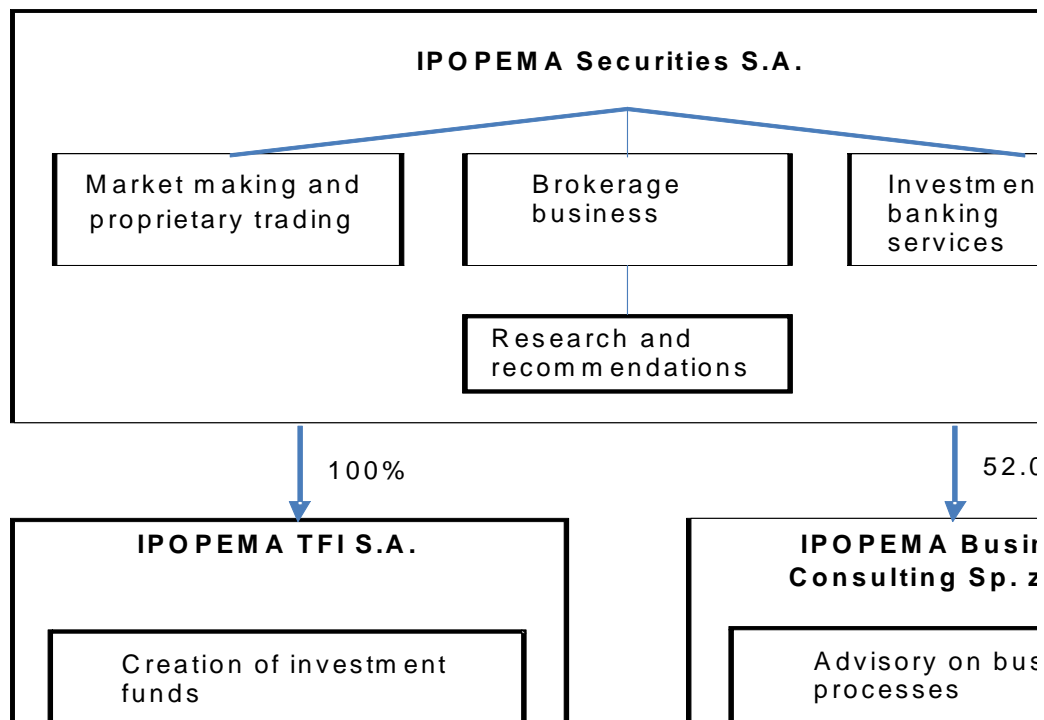 IPOPEMA Securities S.A.
Market making and
proprietary trading
Brokerage
business
Investmen
banking
services
Research and
recommendations
100%
52.0
IPOPEMA TFI S.A.
IPOPEMA Busin
Consulting Sp. z
Creation of investment
funds
Advisory on bus
processes